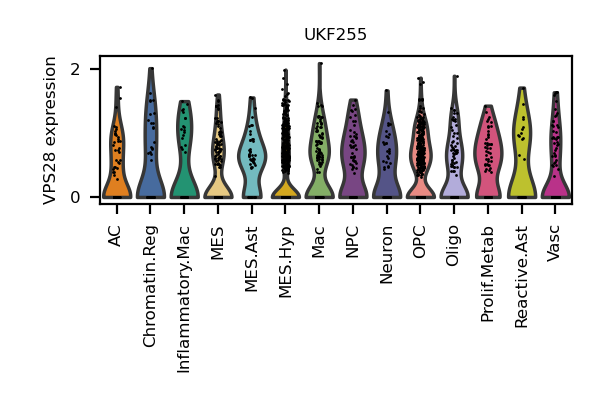 UKF255
VPS28 expression
2
0
AC
Chromatin.Reg
Inflammatory.Mac
MES
MES.Ast
MES.Hyp
Mac
NPC
Neuron
OPC
Oligo
Prolif.Metab
Reactive.Ast
Vasc